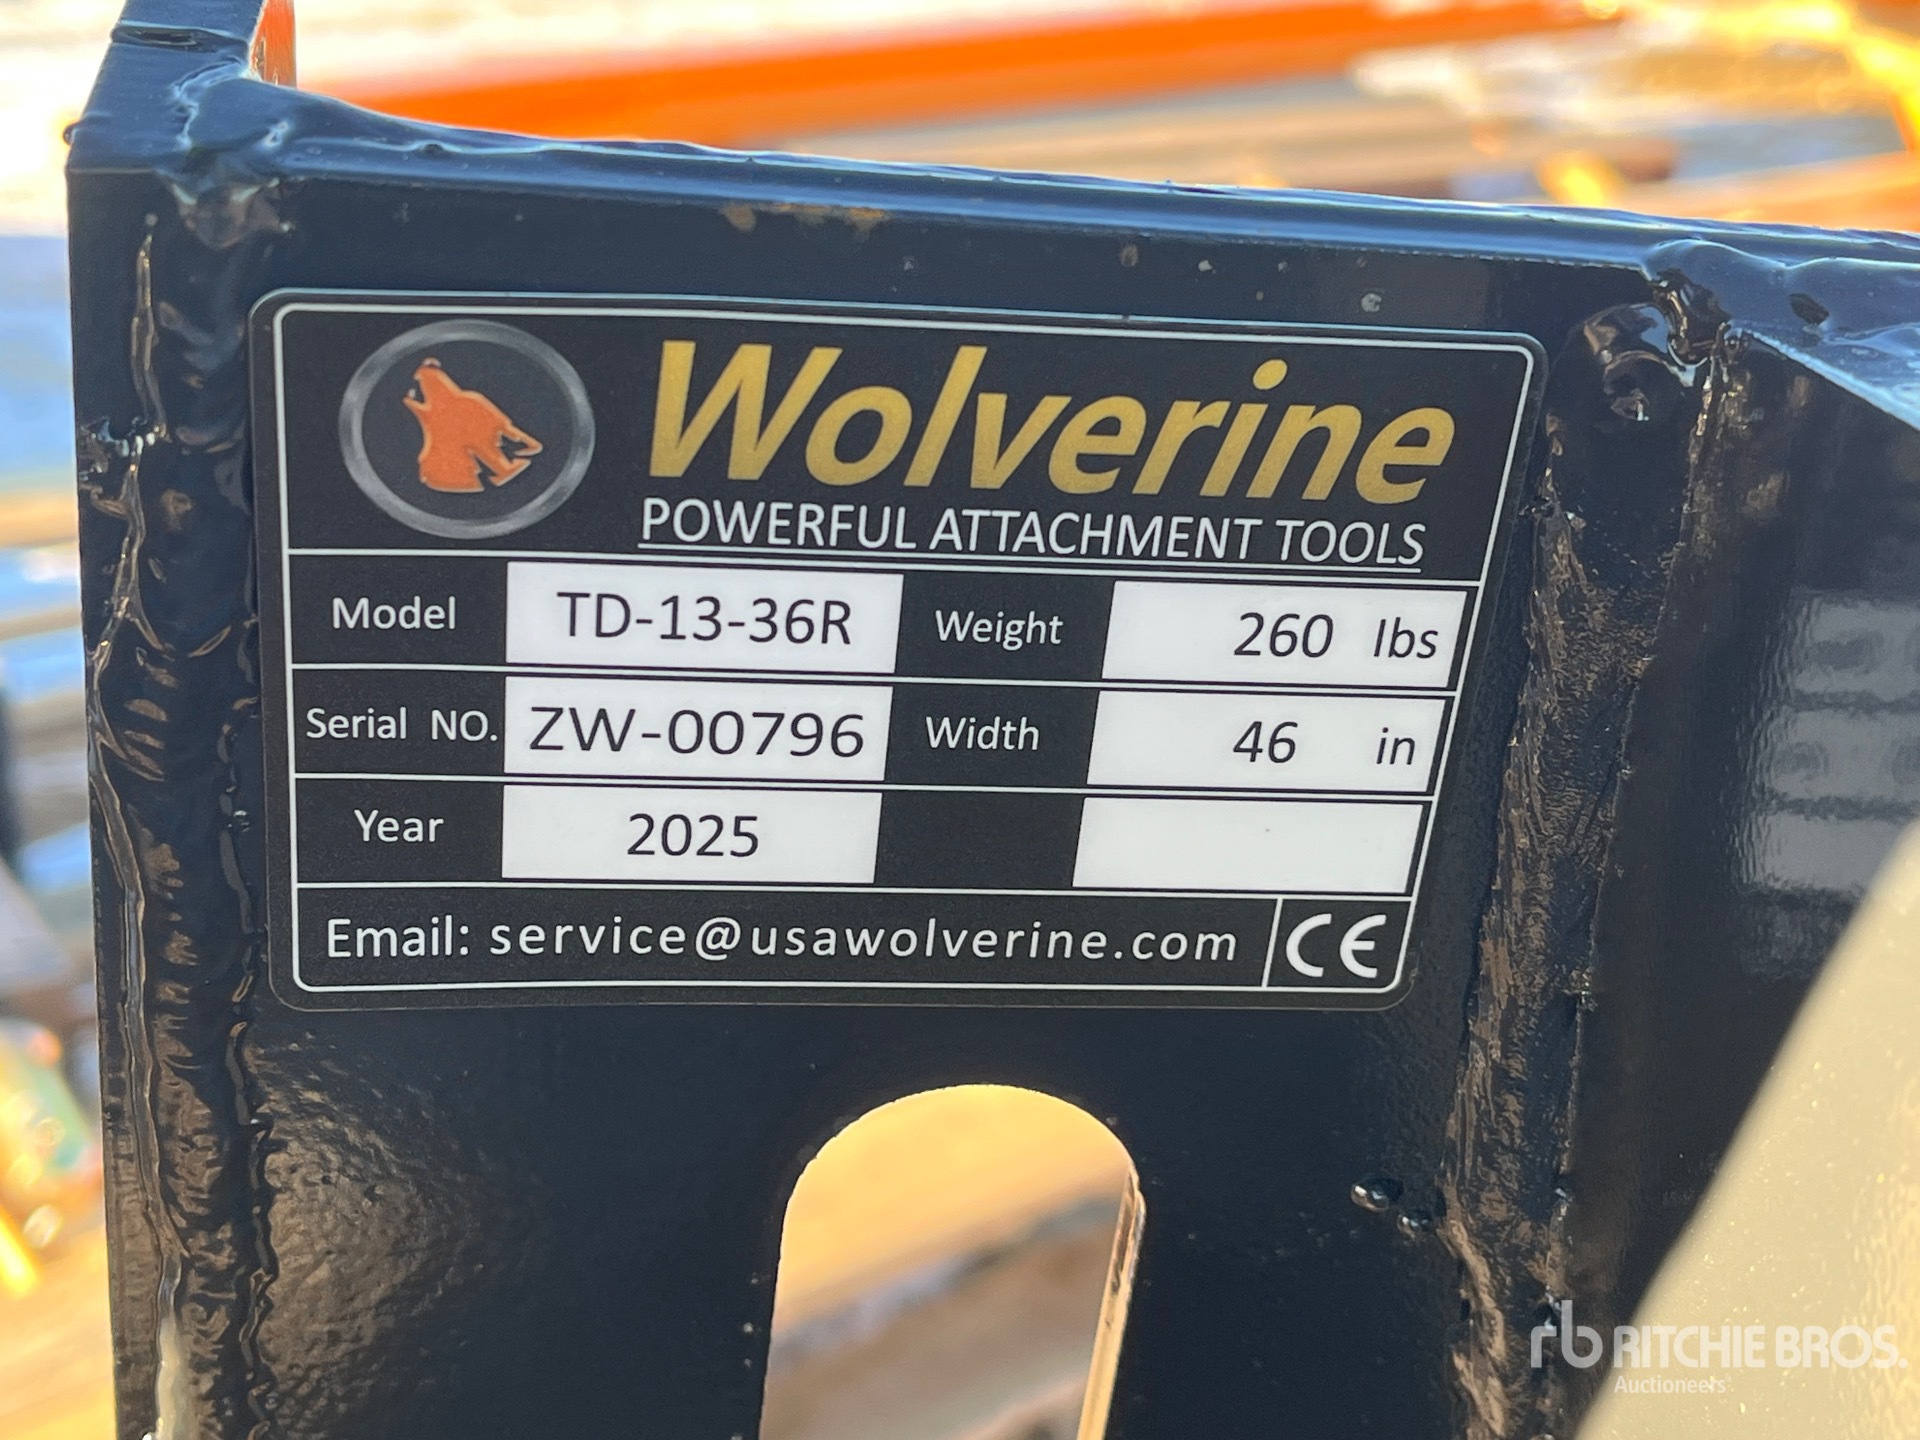 Wolverine
POWERFUL ATTACHMENT TOOLS
Model TD-13-36R Weight 260 lbs
Serial NO. ZW-00796 Width 46 in
Year 2025
Email: service@usawolverine.com CE
rb RITCHIE BROS.
Auctioneers